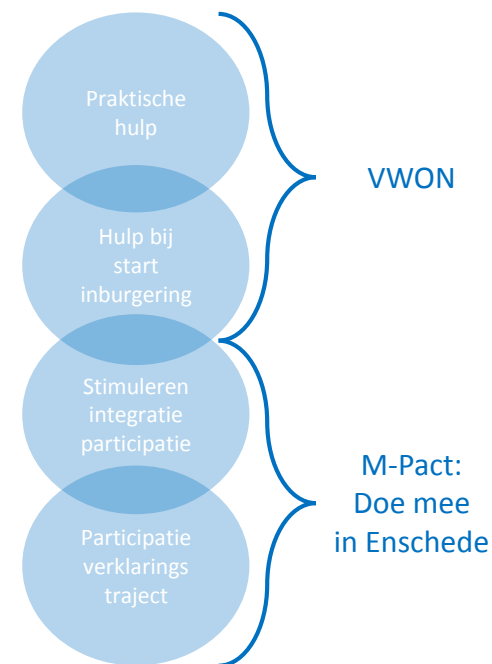 Praktische
hulp
Hulp bij
start
inburgering
VWON
Stimuleren
integratie
participatie
Participatie
verklarings
traject
M-Pact:
Doe mee
in Enschede